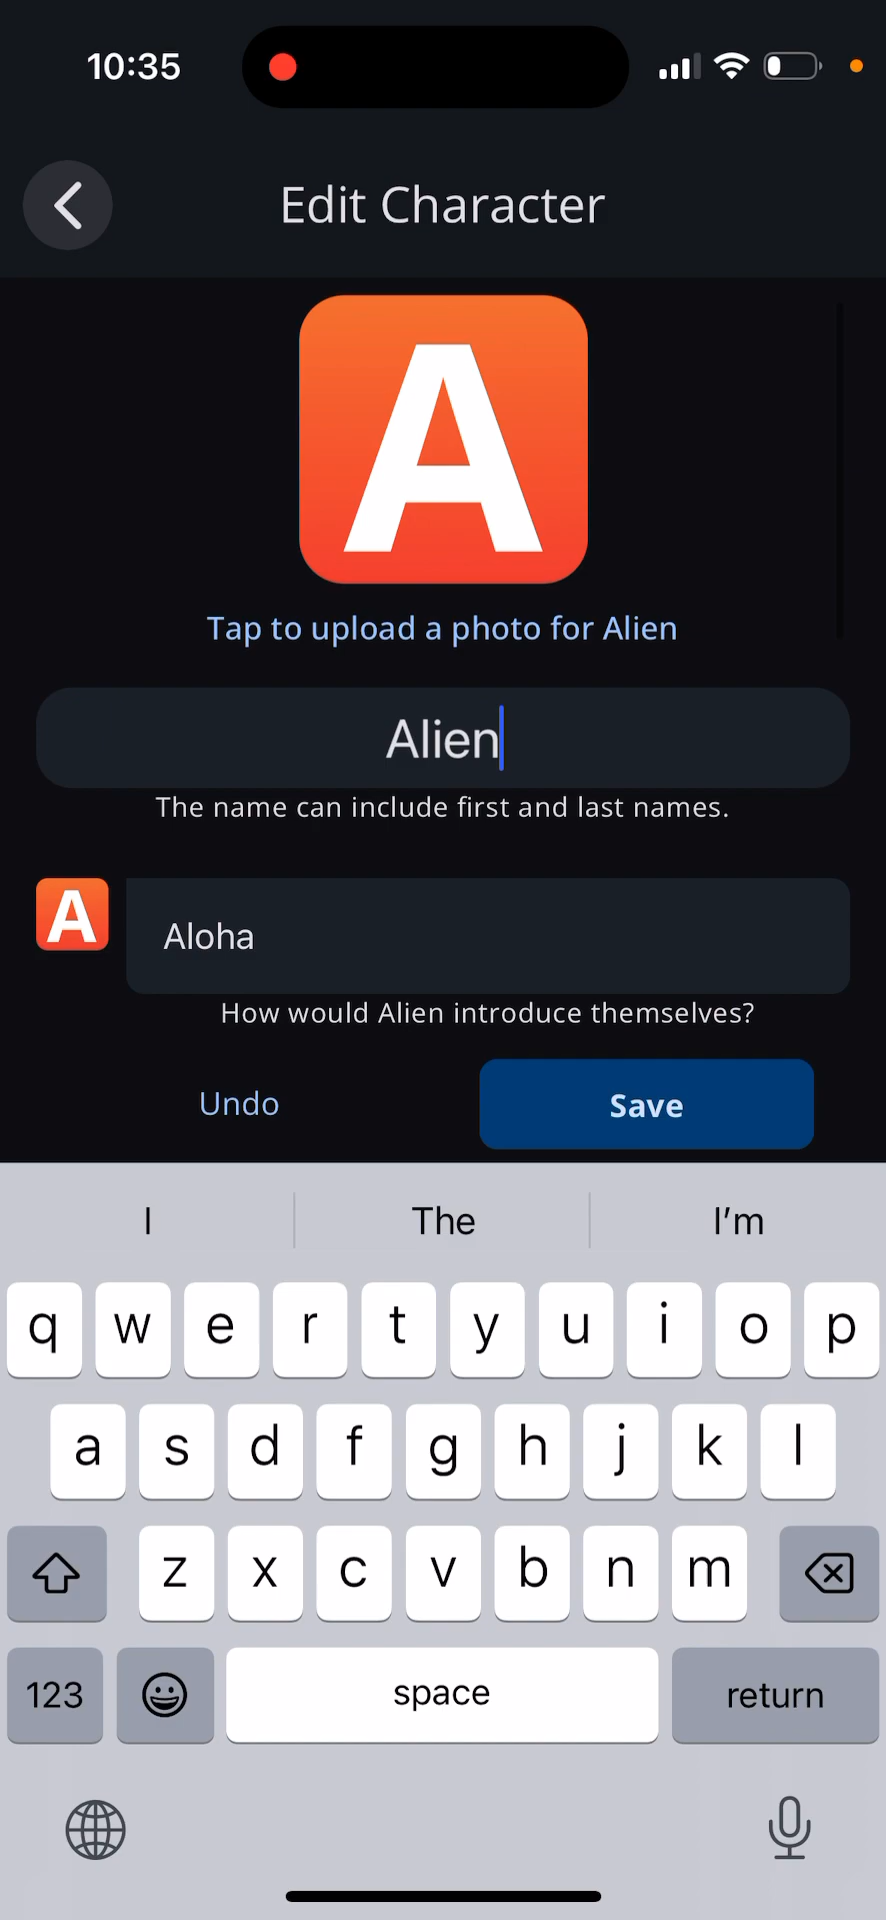 10:35
Edit Character
A
Tap to upload a photo for Alien
Alien
The name can include first and last names.
A
Aloha
How would Alien introduce themselves?
Undo
Save
I
The
I'm
q w e r t y u i o p
a s d f g h j k l
z x c v b n m
123
space
return